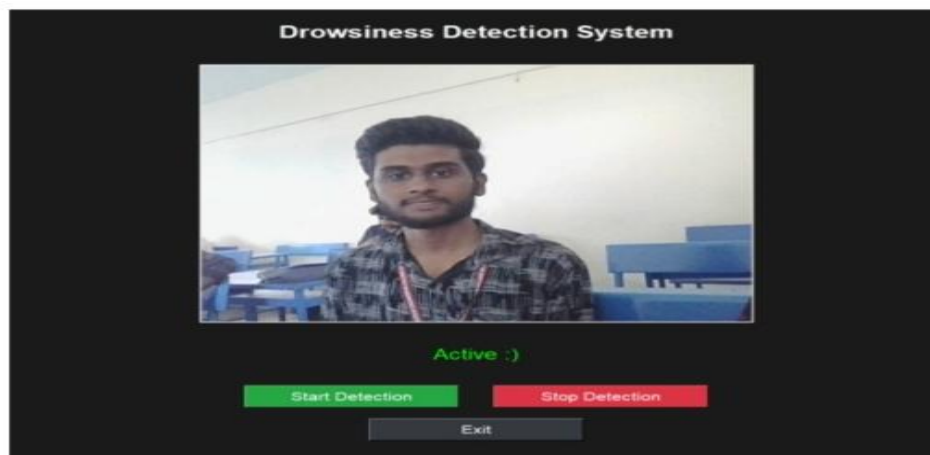 Drowsiness Detection System
Active :)
Start Detection Stop Detection
Exit